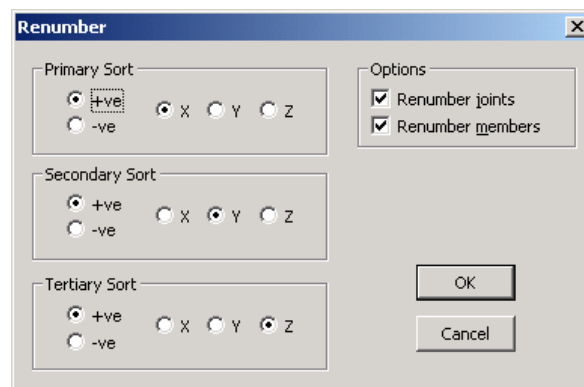 Renumber
Primary Sort
+ve
-ve
X Y Z
Options
Renumber joints
Renumber members
Secondary Sort
+ve
-ve
X Y Z
Tertiary Sort
+ve
-ve
X Y Z
OK
Cancel